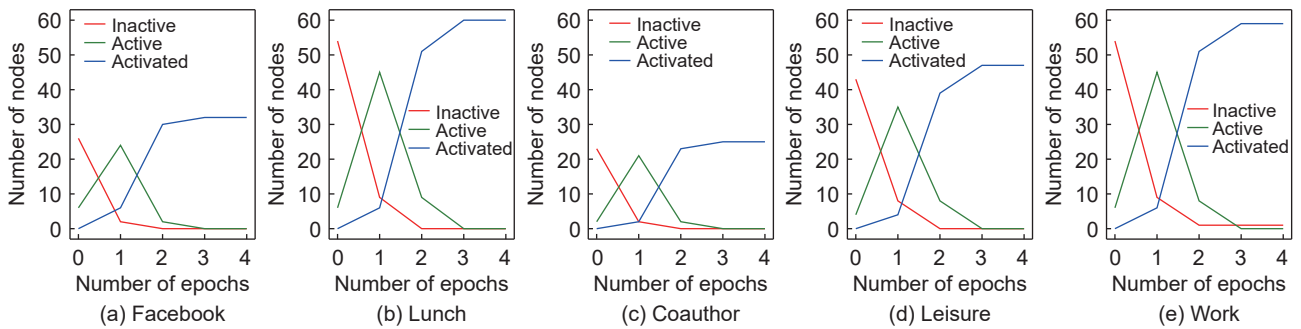 Number of nodes
60
50
40
30
20
10
0
Inactive
Active
Activated
0 1 2 3 4
Number of epochs
(a) Facebook
Number of nodes
60
50
40
30
20
10
0
Inactive
Active
Activated
0 1 2 3 4
Number of epochs
(b) Lunch
Number of nodes
60
50
40
30
20
10
0
Inactive
Active
Activated
0 1 2 3 4
Number of epochs
(c) Coauthor
Number of nodes
60
50
40
30
20
10
0
Inactive
Active
Activated
0 1 2 3 4
Number of epochs
(d) Leisure
Number of nodes
60
50
40
30
20
10
0
Inactive
Active
Activated
0 1 2 3 4
Number of epochs
(e) Work